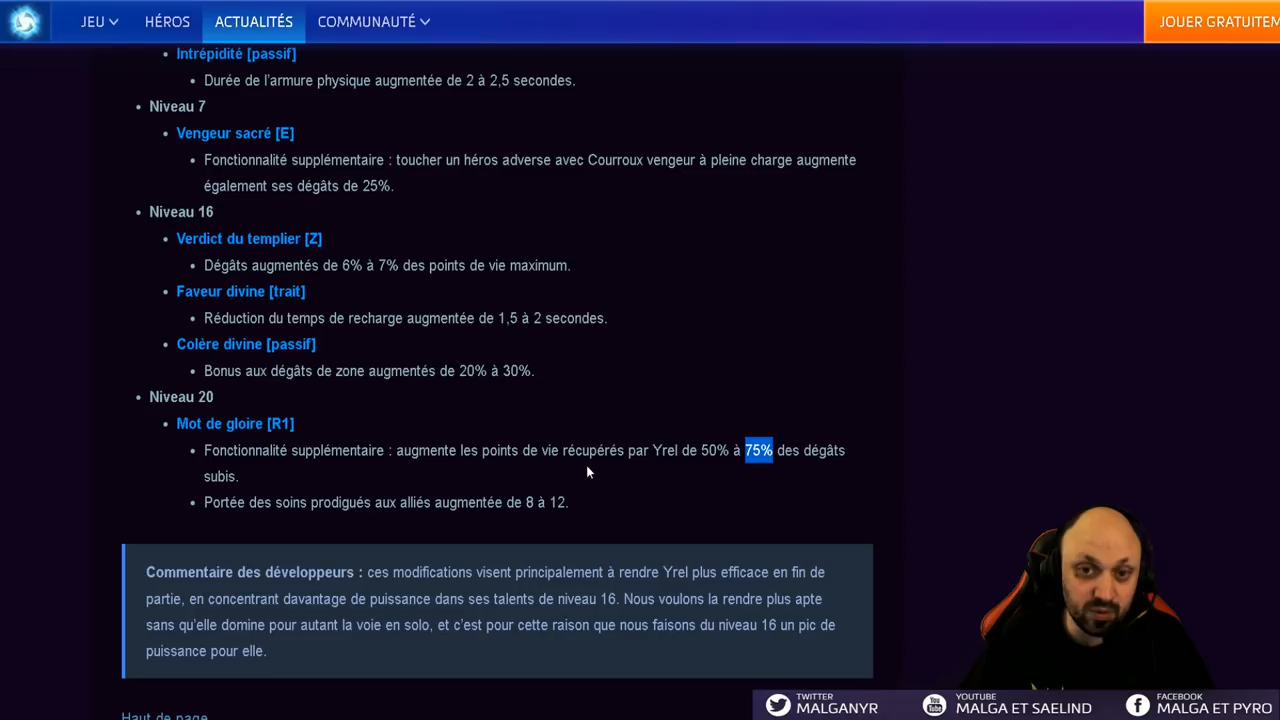 JEU HÉROS ACTUALITÉS COMMUNAUTÉ JOUER GRATUITEM
Intrépidité [passif]
Durée de l'armure physique augmentée de 2 à 2,5 secondes.
Niveau 7
Vengeur sacré [E]
Fonctionnalité supplémentaire : toucher un héros adverse avec Courroux vengeur à pleine charge augmente
également ses dégâts de 25%.
Niveau 16
Verdict du templier [Z]
Dégâts augmentés de 6% à 7% des points de vie maximum.
Faveur divine [trait]
Réduction du temps de recharge augmentée de 1,5 à 2 secondes.
Colère divine [passif]
Bonus aux dégâts de zone augmentés de 20% à 30%.
Niveau 20
Mot de gloire [R1]
Fonctionnalité supplémentaire : augmente les points de vie récupérés par Yrel de 50% à 75% des dégâts
subis.
Portée des soins prodigués aux alliés augmentée de 8 à 12.
Commentaire des développeurs : ces modifications visent principalement à rendre Yrel plus efficace en fin de
partie, en concentrant davantage de puissance dans ses talents de niveau 16. Nous voulons la rendre plus apte
sans qu'elle domine pour autant la voie en solo, et c'est pour cette raison que nous faisons du niveau 16 un pic de
puissance pour elle.
Haut de page
TWITTER
MALGANYR
YOUTUBE
MALGA ET SAELIND
FACEBOOK
MALGA ET PYRO